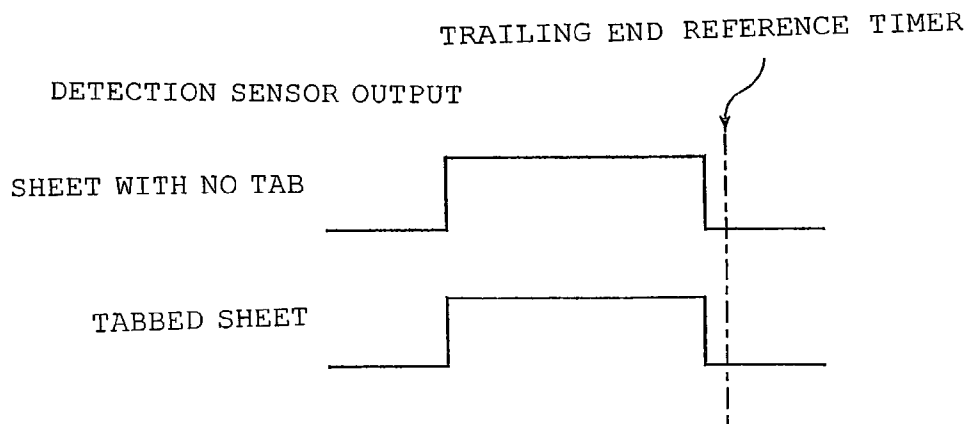 TRAILING END REFERENCE TIMER
DETECTION SENSOR OUTPUT
SHEET WITH NO TAB
TABBED SHEET